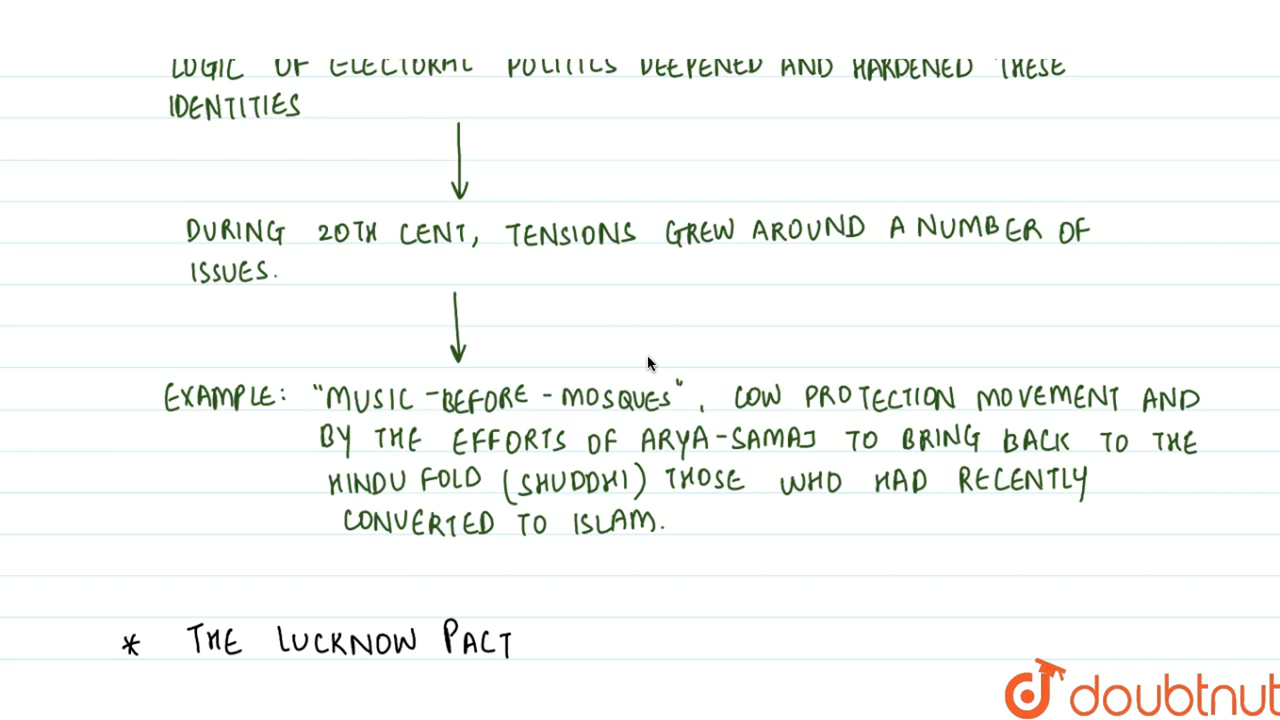 LOGIC OF ELECTORAL POLITICS DEEPENED AND HARDENED THESE
IDENTITIES
DURING 20TH CENT, TENSIONS GREW AROUND A NUMBER OF
ISSUES.
EXAMPLE: "MUSIC-BEFORE-MOSQUES", COW PROTECTION MOVEMENT AND
BY THE EFFORTS OF ARYA-SAMAJ TO BRING BACK TO THE
HINDU FOLD (SHUDDHI) THOSE WHO HAD RECENTLY
CONVERTED TO ISLAM.
* THE LUCKNOW PACT
doubtnut